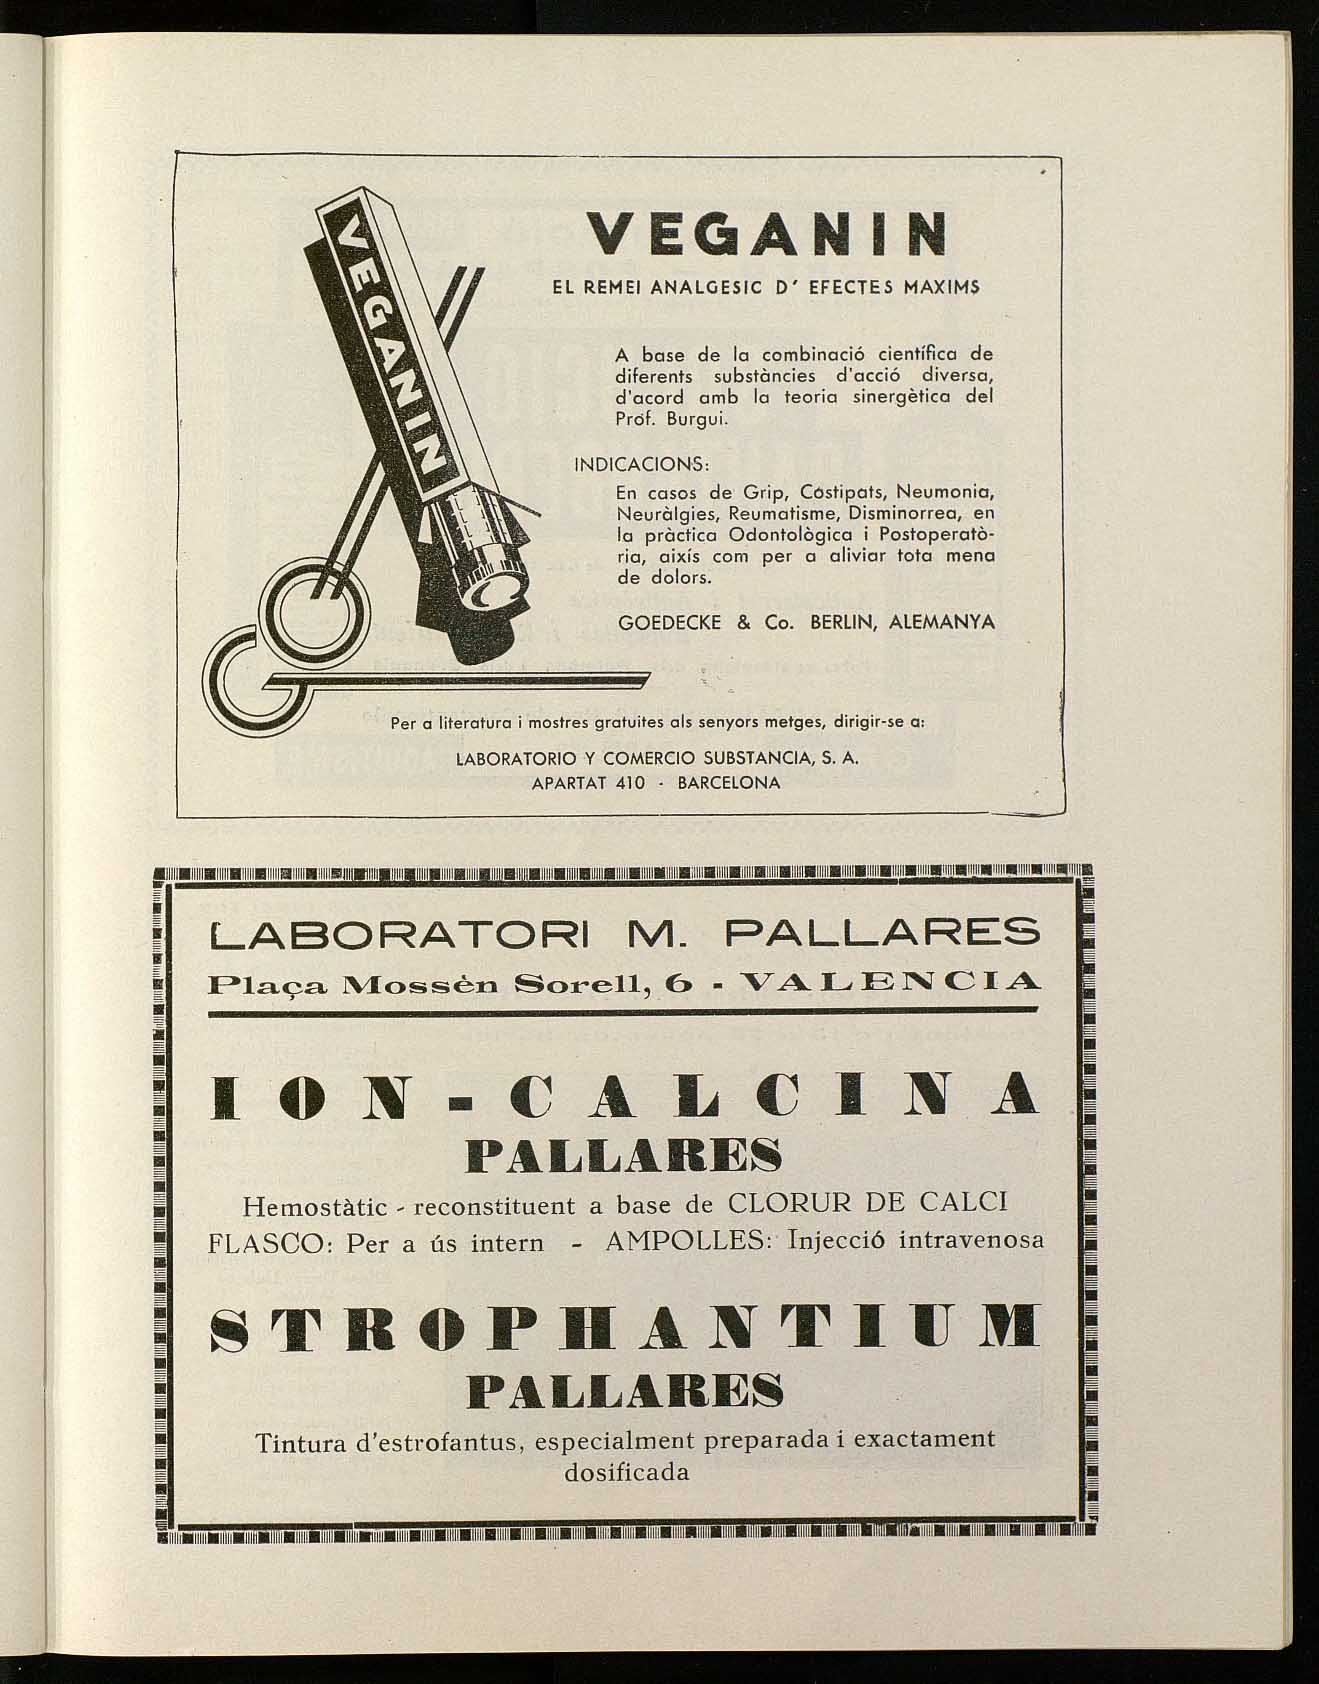 VEGANIN
VEGANIN
EL REMEI ANALGESIC D' EFECTES MAXIMS
A base de la combinació científica de
diferents substàncies d'acció diversa,
d'acord amb la teoria sinergètica del
Prof. Burgui.
INDICACIONS:
En casos de Grip, Cóstipats, Neumonia,
Neuràlgies, Reumatisme, Disminorrea, en
la pràctica Odontològica i Postoperatò-
ria, aixís com per a aliviar tota mena
de dolors.
GOEDECKE & Co. BERLIN, ALEMANYA
Per a literatura i mostres gratuites als senyors metges, dirigir-se a:
LABORATORIO Y COMERCIO SUBSTANCIA, S. A.
APARTAT 410 - BARCELONA
LABORATORI M. PALLARES
Plaça Mossèn Sorell, 6 - VALENCIA
ION-CALCINA
PALLARES
Hemostàtic - reconstituent a base de CLORUR DE CALCI
FLASCO: Per a ús intern - AMPOLLES: Injecció intravenosa
STROPHANTIUM
PALLARES
Tintura d'estrofantus, especialment preparada i exactament
dosificada